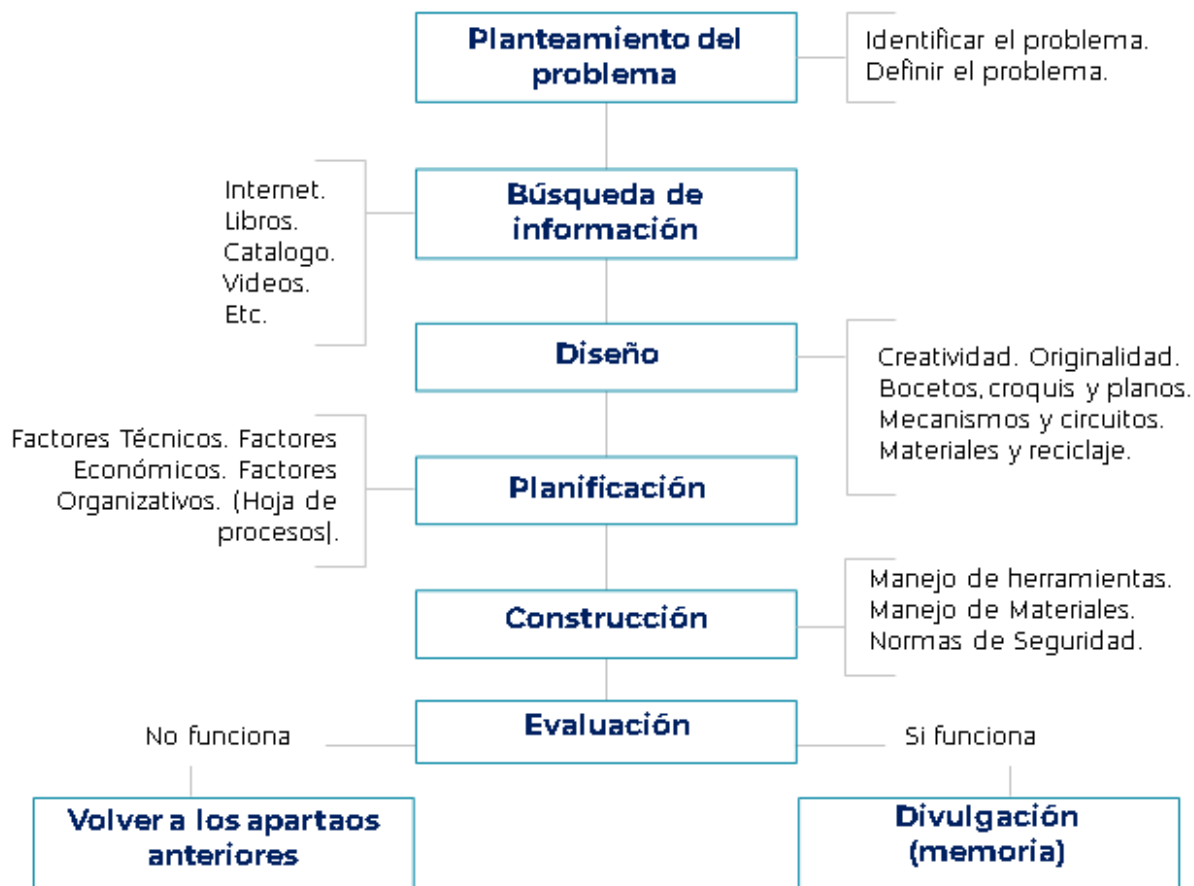 Planteamiento del
problema
Identificar el problema.
Definir el problema.
Búsqueda de
información
Internet.
Libros.
Catalogo.
Videos.
Etc.
Diseño
Creatividad. Originalidad.
Bocetos, croquis y planos.
Mecanismos y circuitos.
Materiales y reciclaje.
Factores Técnicos. Factores
Económicos. Factores
Organizativos. (Hoja de
procesos|.
Planificación
Construcción
Manejo de herramientas.
Manejo de Materiales.
Normas de Seguridad.
Evaluación
No funciona
Si funciona
Volver a los apartaos
anteriores
Divulgación
(memoria)